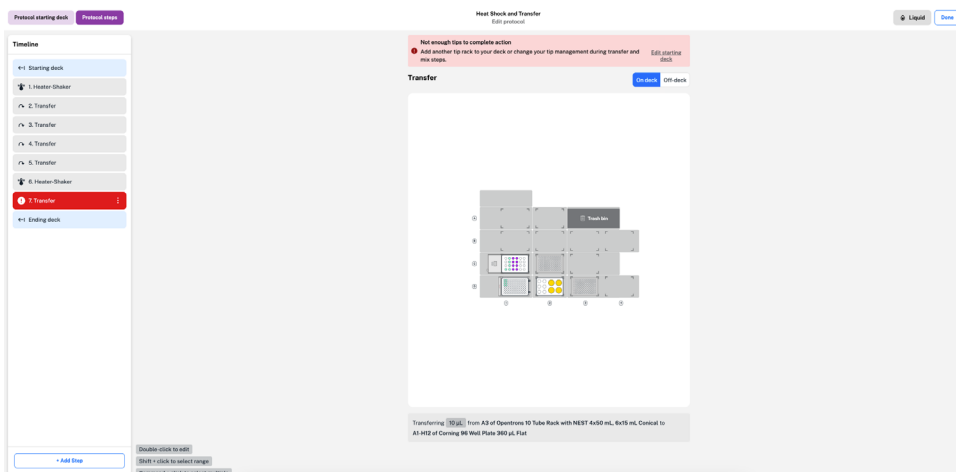 Protocol starting deck
Protocol steps
Heat Shock and Transfer
Edit protocol
Liquid
Done
Timeline
Starting deck
1. Heater-Shaker
2. Transfer
3. Transfer
4. Transfer
5. Transfer
6. Heater-Shaker
7. Transfer
Ending deck
+ Add Step
Not enough tips to complete action
Add another tip rack to your deck or change your tip management during transfer and
mix steps.
Edit starting
deck
Transfer
On deck
Off-deck
Trash bin
Transferring 10 µL from A3 of Opentrons 10 Tube Rack with NEST 4x50 mL, 6x15 mL Conical to
A1-H12 of Corning 96 Well Plate 360 µL Flat
Double-click to edit
Shift + click to select range